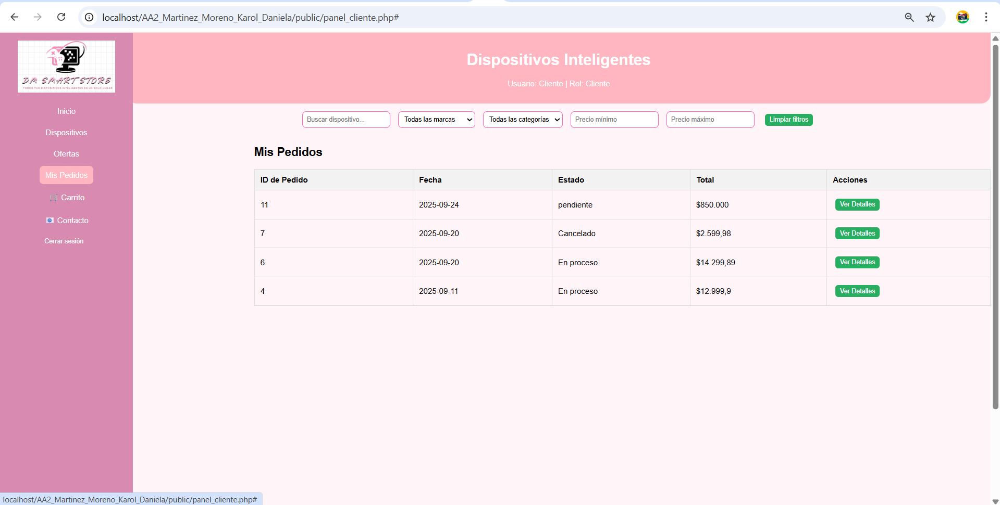 localhost/AA2_Martinez_Moreno_Karol_Daniela/public/panel_cliente.php#
DM SMART STORE
TODOS TUS DISPOSITIVOS INTELIGENTES EN UN SOLO LUGAR
Inicio
Dispositivos
Ofertas
Mis Pedidos
Carrito
Contacto
Cerrar sesión
Dispositivos Inteligentes
Usuario: Cliente | Rol: Cliente
Buscar dispositivo... Todas las marcas Todas las categorías Precio mínimo Precio máximo Limpiar filtros
Mis Pedidos
ID de Pedido Fecha Estado Total Acciones
11 2025-09-24 pendiente $850.000 Ver Detalles
7 2025-09-20 Cancelado $2.599,98 Ver Detalles
6 2025-09-20 En proceso $14.299,89 Ver Detalles
4 2025-09-11 En proceso $12.999,9 Ver Detalles
localhost/AA2_Martinez_Moreno_Karol_Daniela/public/panel_cliente.php#